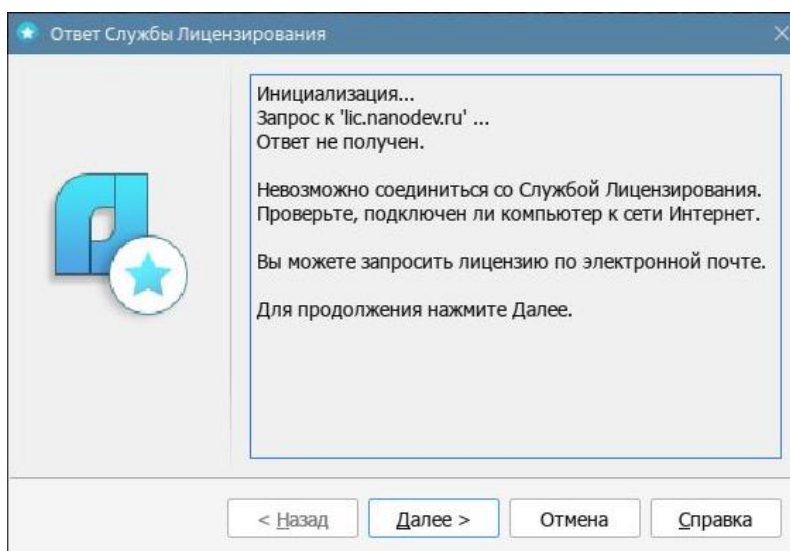 Ответ Службы Лицензирования
Инициализация...
Запрос к 'lic.nanodev.ru' ...
Ответ не получен.
Невозможно соединиться со Службой Лицензирования.
Проверьте, подключен ли компьютер к сети Интернет.
Вы можете запросить лицензию по электронной почте.
Для продолжения нажмите Далее.
< Назад
Далее >
Отмена
Справка